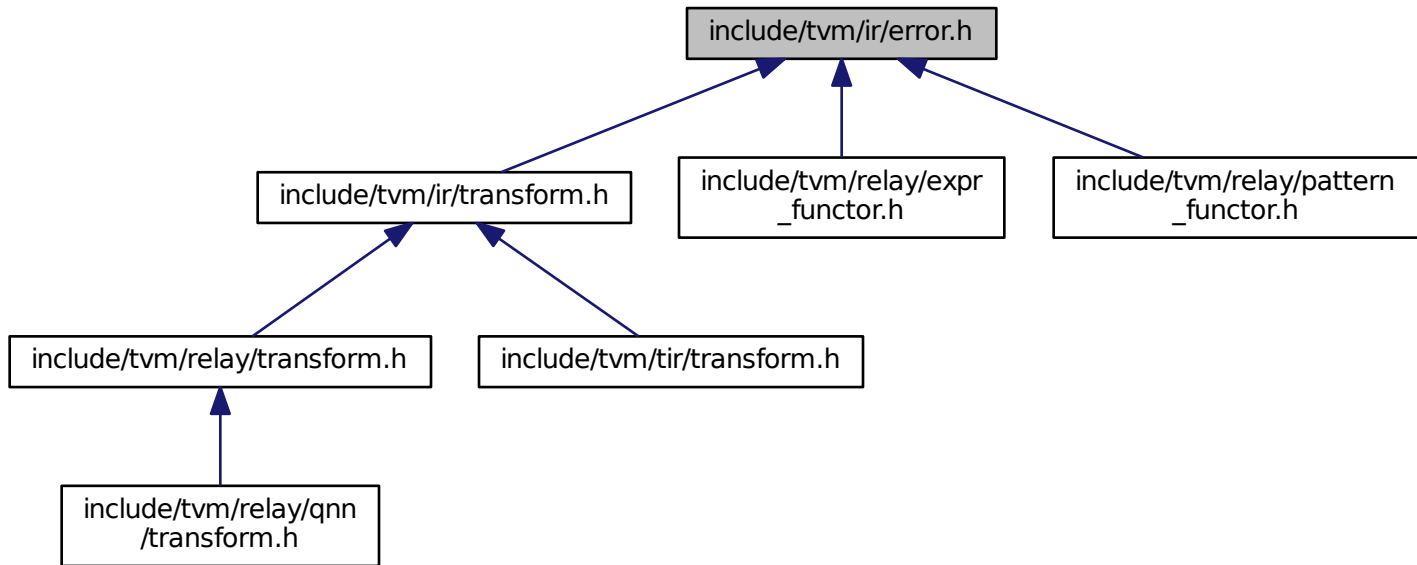 include/tvm/ir/error.h
include/tvm/ir/transform.h
include/tvm/relay/expr
_functor.h
include/tvm/relay/pattern
_functor.h
include/tvm/relay/transform.h
include/tvm/tir/transform.h
include/tvm/relay/qnn
/transform.h